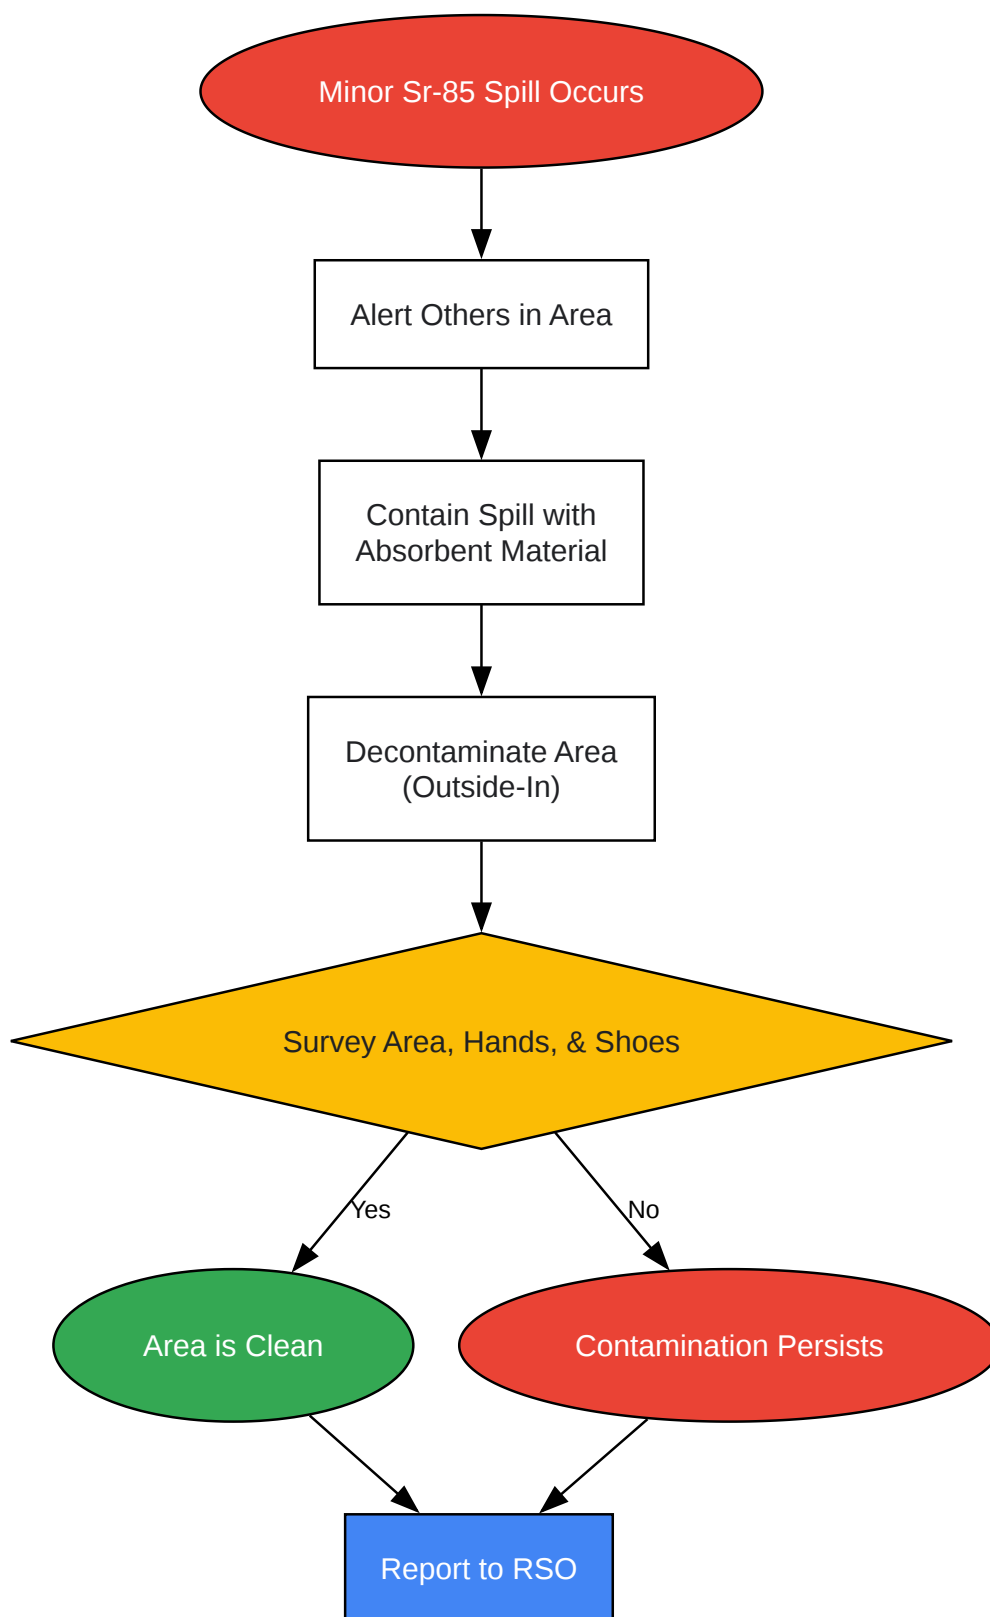 Minor Sr-85 Spill Occurs
Alert Others in Area
Contain Spill with
Absorbent Material
Decontaminate Area
(Outside-In)
Survey Area, Hands, & Shoes
Yes
No
Area is Clean
Contamination Persists
Report to RSO